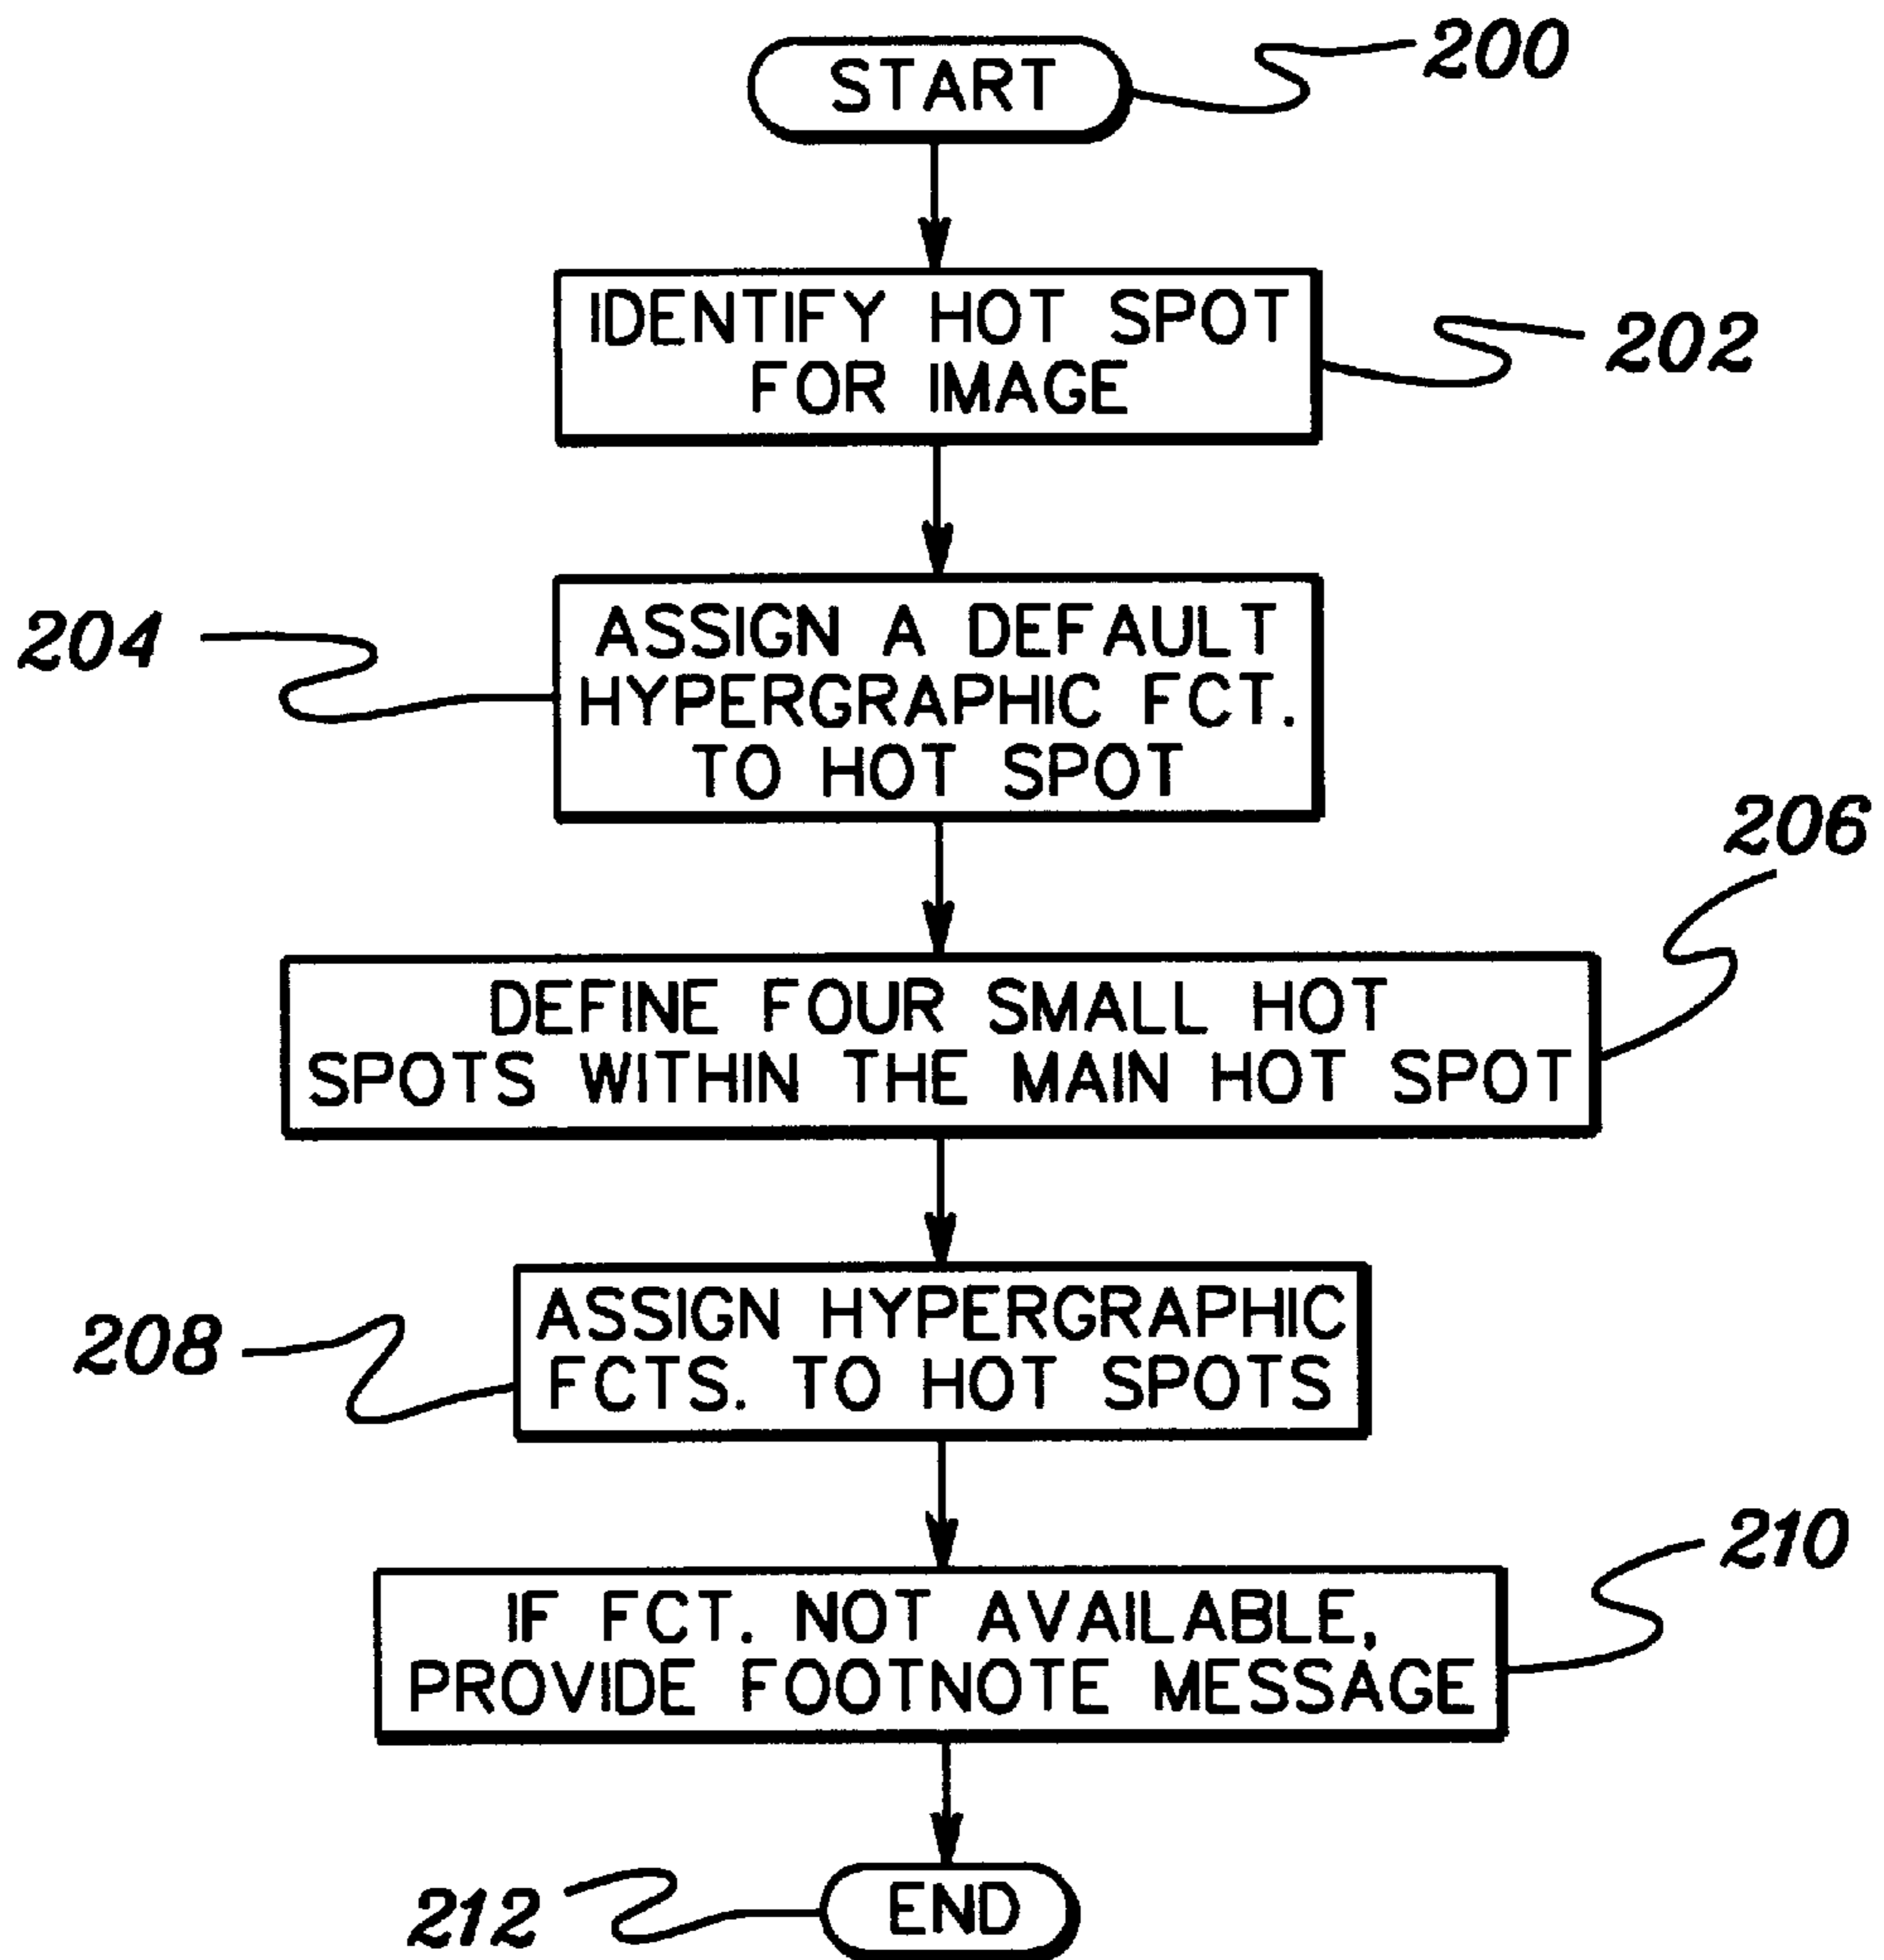 START
200
IDENTIFY HOT SPOT
FOR IMAGE
202
204
ASSIGN A DEFAULT
HYPERGRAPHIC FCT.
TO HOT SPOT
206
DEFINE FOUR SMALL HOT
SPOTS WITHIN THE MAIN HOT SPOT
208
ASSIGN HYPERGRAPHIC
FCTS. TO HOT SPOTS
210
IF FCT. NOT AVAILABLE,
PROVIDE FOOTNOTE MESSAGE
212
END